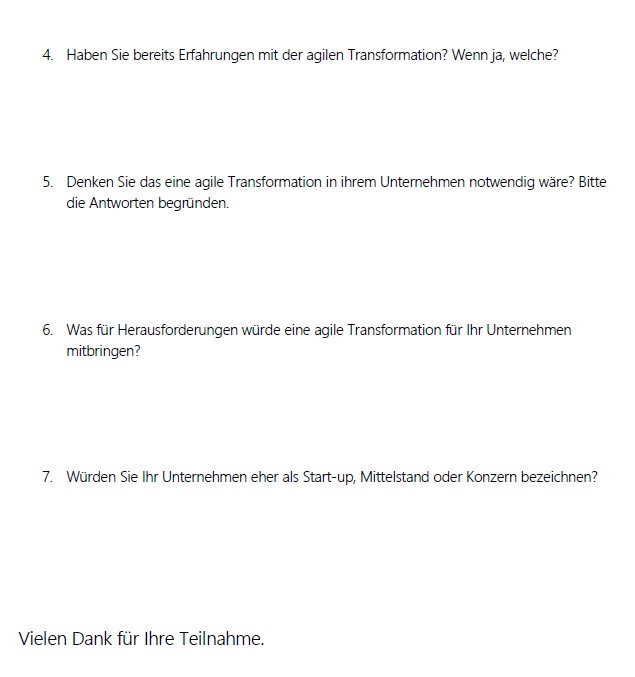 4. Haben Sie bereits Erfahrungen mit der agilen Transformation? Wenn ja, welche?
5. Denken Sie das eine agile Transformation in ihrem Unternehmen notwendig wäre? Bitte
die Antworten begründen.
6. Was für Herausforderungen würde eine agile Transformation für Ihr Unternehmen
mitbringen?
7. Würden Sie Ihr Unternehmen eher als Start-up, Mittelstand oder Konzern bezeichnen?
Vielen Dank für Ihre Teilnahme.